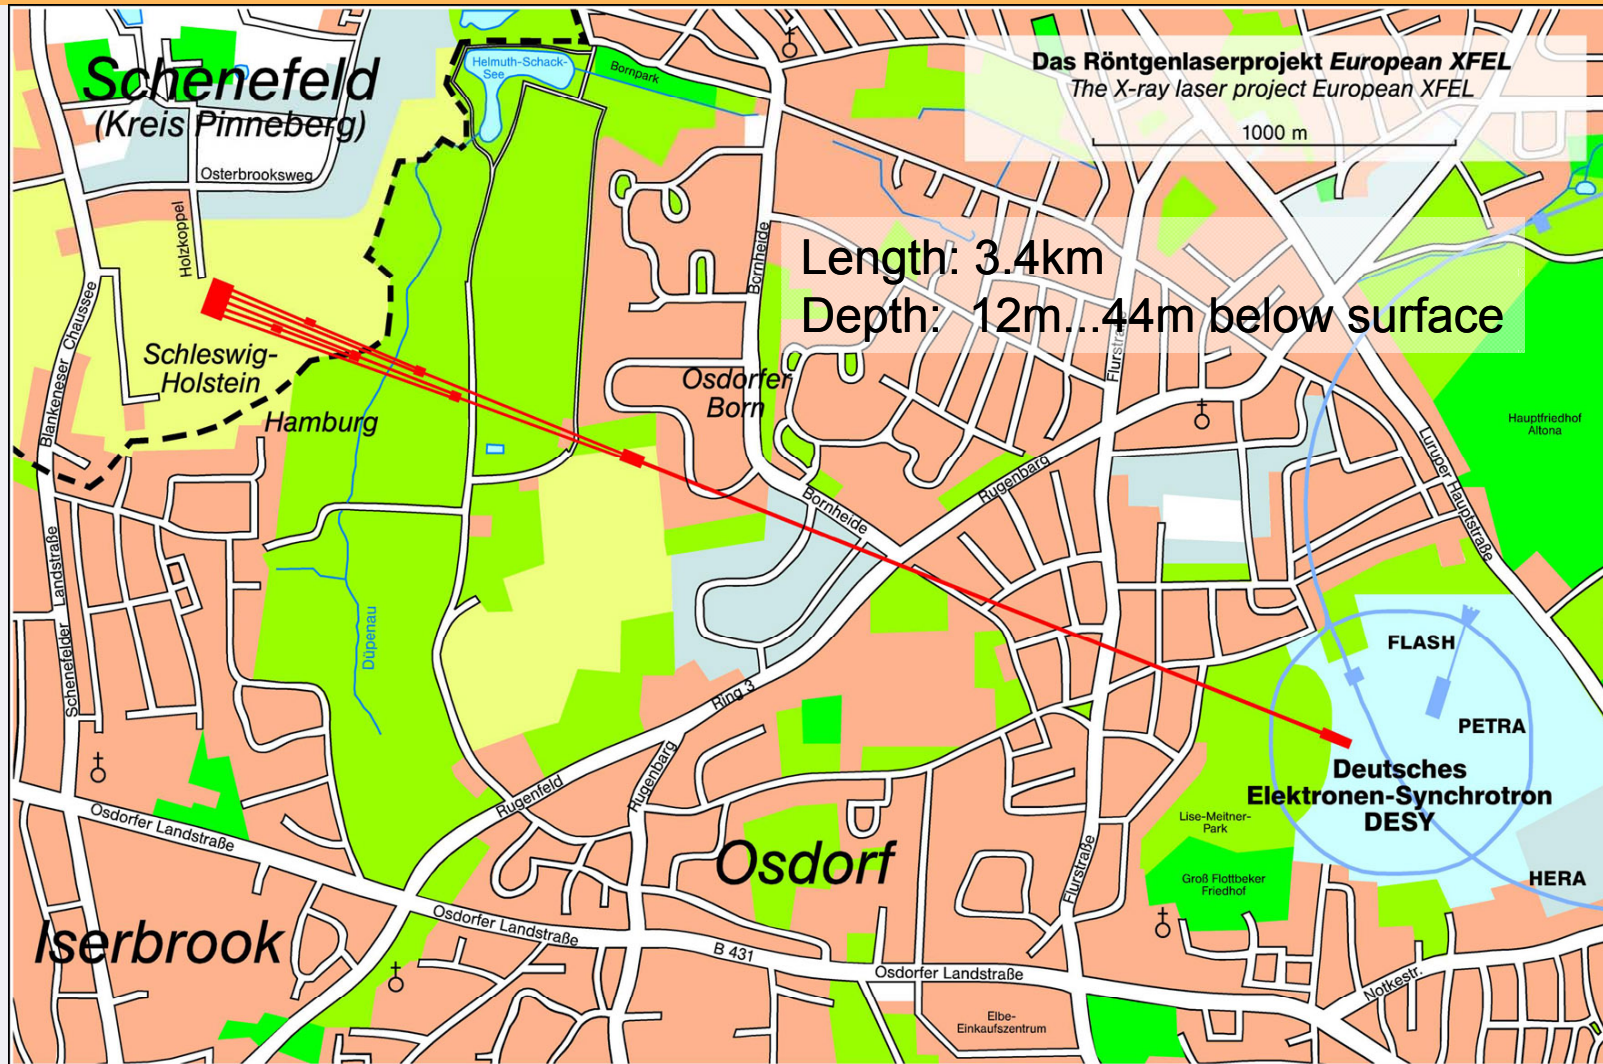 Schenefeld
(Kreis Pinneberg)
Helmuth-Schack-
See
Bornpark
Das Röntgenlaserprojekt European XFEL
The X-ray laser project European XFEL
1000 m
Osterbrooksweg
Holzkoppel
Bornheide
Length: 3.4km
Depth: 12m...44m below surface
Blankeneser Chaussee
Schleswig-
Holstein
Hamburg
Osdorfer
Born
Flurstraße
Hauptfriedhof
Altona
Luruper Hauptstraße
Rugenbarg
Bornheide
Schenefelder Landstraße
Düpenau
FLASH
PETRA
Ring 3
Deutsches
Elektronen-Synchrotron
DESY
Rugenfeld
Rugenbarg
Lise-Meitner-
Park
Osdorfer Landstraße
Osdorf
Flurstraße
Groß Flottbeker
Friedhof
HERA
Iserbrook
Osdorfer Landstraße
B 431
Osdorfer Landstraße
Notkestr.
Elbe-
Einkaufszentrum